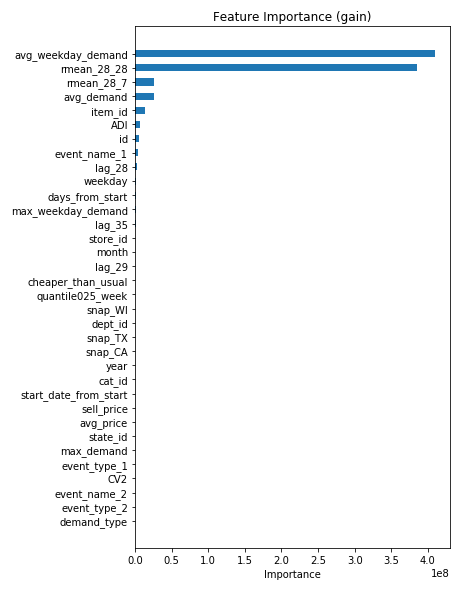 Feature Importance (gain)
avg_weekday_demand
rmean_28_28
rmean_28_7
avg_demand
item_id
ADI
id
event_name_1
lag_28
weekday
days_from_start
max_weekday_demand
lag_35
store_id
month
lag_29
cheaper_than_usual
quantile025_week
snap_WI
dept_id
snap_TX
snap_CA
year
cat_id
start_date_from_start
sell_price
avg_price
state_id
max_demand
event_type_1
CV2
event_name_2
event_type_2
demand_type
0.0 0.5 1.0 1.5 2.0 2.5 3.0 3.5 4.0
1e8
Importance